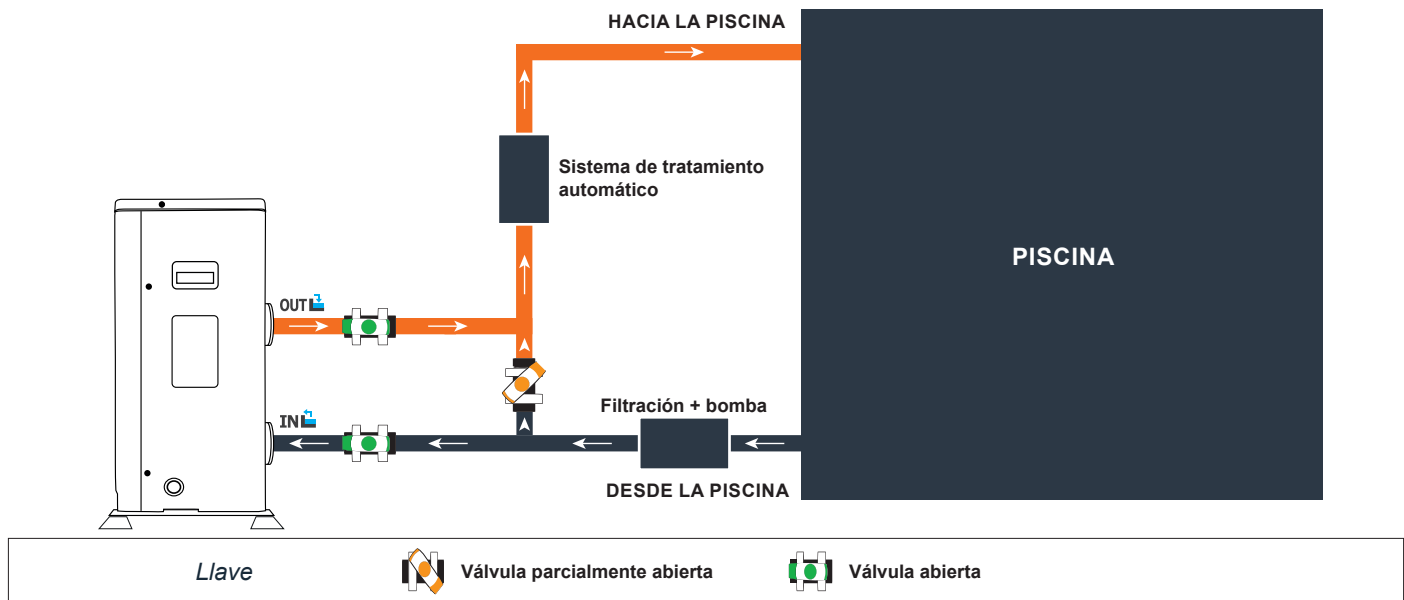 HACIA LA PISCINA
Sistema de tratamiento
automático
PISCINA
OUT
IN
Filtración + bomba
DESDE LA PISCINA
Llave
Válvula parcialmente abierta
Válvula abierta